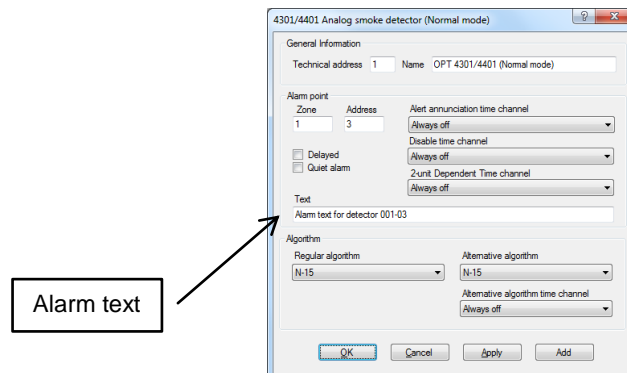 4301/4401 Analog smoke detector (Normal mode)
General Information
Technical address 1 Name OPT 4301/4401 (Normal mode)
Alarm point
Zone Address Alert annunciation time channel
1 3 Always off
Disable time channel
Delayed Always off
Quiet alarm 2-unit Dependent Time channel
Always off
Text
Alarm text for detector 001-03
Algorithm
Regular algorithm Alternative algorithm
N-15 N-15
Alarm text
Alternative algorithm time channel
Always off
OK Cancel Apply Add